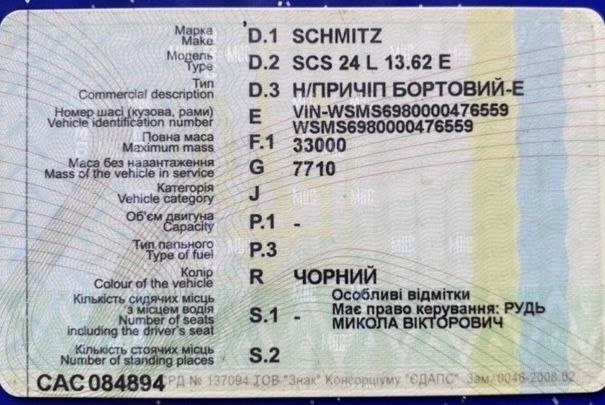 Марка D.1 SCHMITZ
Make
Модель D.2 SCS 24 L 13.62 E
Type
Тип D.3 Н/ПРИЧІП БОРТОВИЙ-Е
Commercial description
Номер шасі (кузова, рами) E VIN-WSMS6980000476559
Vehicle identification number WSMS6980000476559
Повна маса F.1 33000
Maximum mass
Маса без навантаження G 7710
Mass of the vehicle in service
Категорія J
Vehicle category
Об'єм двигуна P.1 -
Capacity
Тип пального P.3
Type of fuel
Колір R ЧОРНИЙ
Colour of the vehicle
Кількість сидячих місць Особливі відмітки
з місцем водія S.1 - Має право керування: РУДЬ
Number of seats МИКОЛА ВІКТОРОВИЧ
including the driver's seat
Кількість стоячих місць S.2
Number of standing places
САС 084894 РД № 137094 ТОВ "Знак" Консорціуму "ЄДАПС" Зам. 0046-2008.02